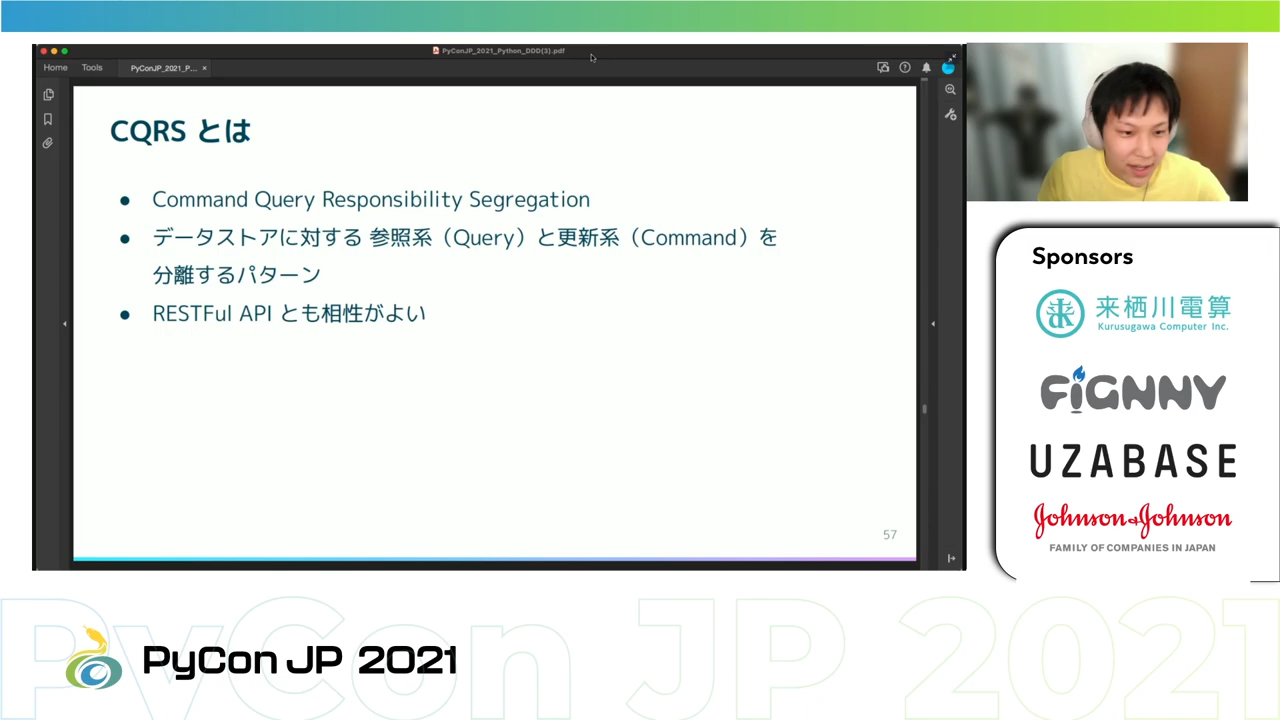 PyConJP_2021_Python_DDD(3).pdf
Home Tools PyConJP_2021_P... ×
CQRS とは
● Command Query Responsibility Segregation
● データストアに対する 参照系（Query）と更新系（Command）を
分離するパターン
● RESTFul API とも相性がよい
57
Sponsors
来栖川電算
Kurusugawa Computer Inc.
FiGNNY
UZABASE
Johnson&Johnson
FAMILY OF COMPANIES IN JAPAN
PyCon JP 2021
PyCon JP 2021